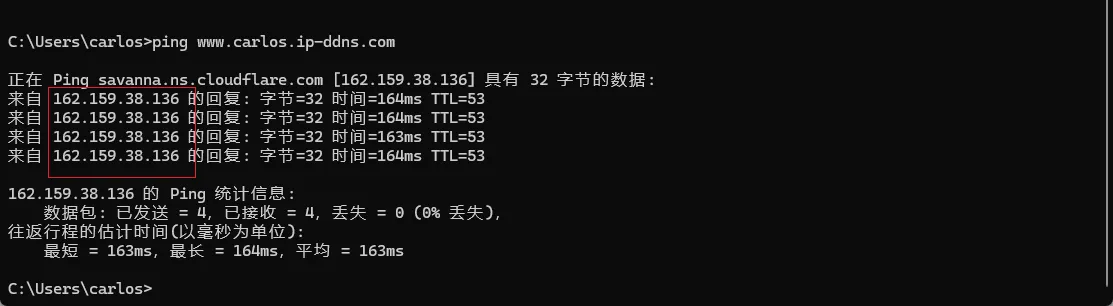 C:\Users\carlos>ping www.carlos.ip-ddns.com
正在 Ping savanna.ns.cloudflare.com [162.159.38.136] 具有 32 字节的数据:
来自 162.159.38.136 的回复: 字节=32 时间=164ms TTL=53
来自 162.159.38.136 的回复: 字节=32 时间=164ms TTL=53
来自 162.159.38.136 的回复: 字节=32 时间=163ms TTL=53
来自 162.159.38.136 的回复: 字节=32 时间=164ms TTL=53
162.159.38.136 的 Ping 统计信息:
数据包: 已发送 = 4, 已接收 = 4, 丢失 = 0 (0% 丢失),
往返行程的估计时间(以毫秒为单位):
最短 = 163ms, 最长 = 164ms, 平均 = 163ms
C:\Users\carlos>